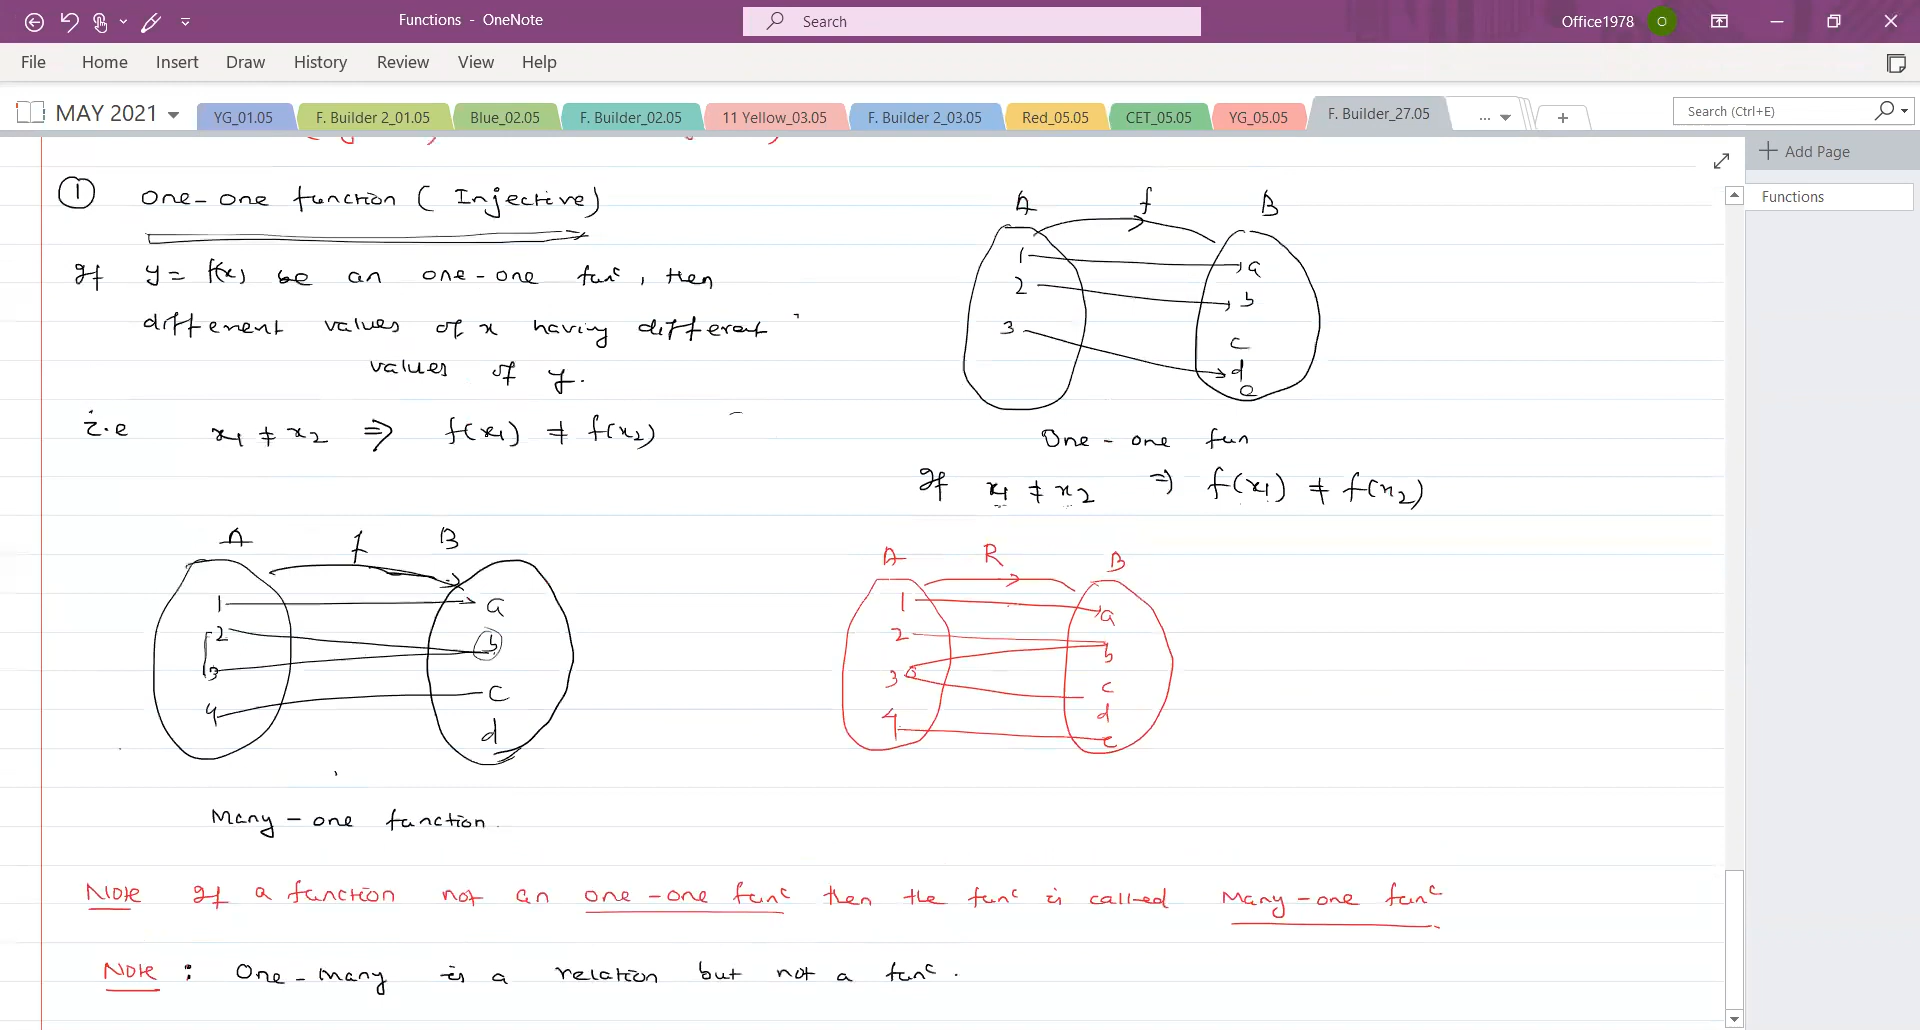 Functions - OneNote
Search
Office1978
O
File Home Insert Draw History Review View Help
MAY 2021
YG_01.05
F. Builder 2_01.05
Blue_02.05
F. Builder_02.05
11 Yellow_03.05
F. Builder 2_03.05
Red_05.05
CET_05.05
YG_05.05
F. Builder_27.05
...
+
Search (Ctrl+E)
+ Add Page
Functions
① One-one function ( Injective)
If y = f(x) be an one-one funᶜ, then
different values of x having different
values of y.
i.e x₁ ≠ x₂ ⇒ f(x₁) ≠ f(x₂)
A f B
1 a
2 b
3 c
d
e
One - one fun
If x₁ ≠ x₂ ⇒ f(x₁) ≠ f(x₂)
A f B
1 a
2 b
3
4 c
d
Many - one function.
A R B
1 a
2 b
3 c
4 d
e
Note If a function not an one-one funᶜ then the funᶜ is called Many-one funᶜ
Note : One-many is a relation but not a funᶜ.